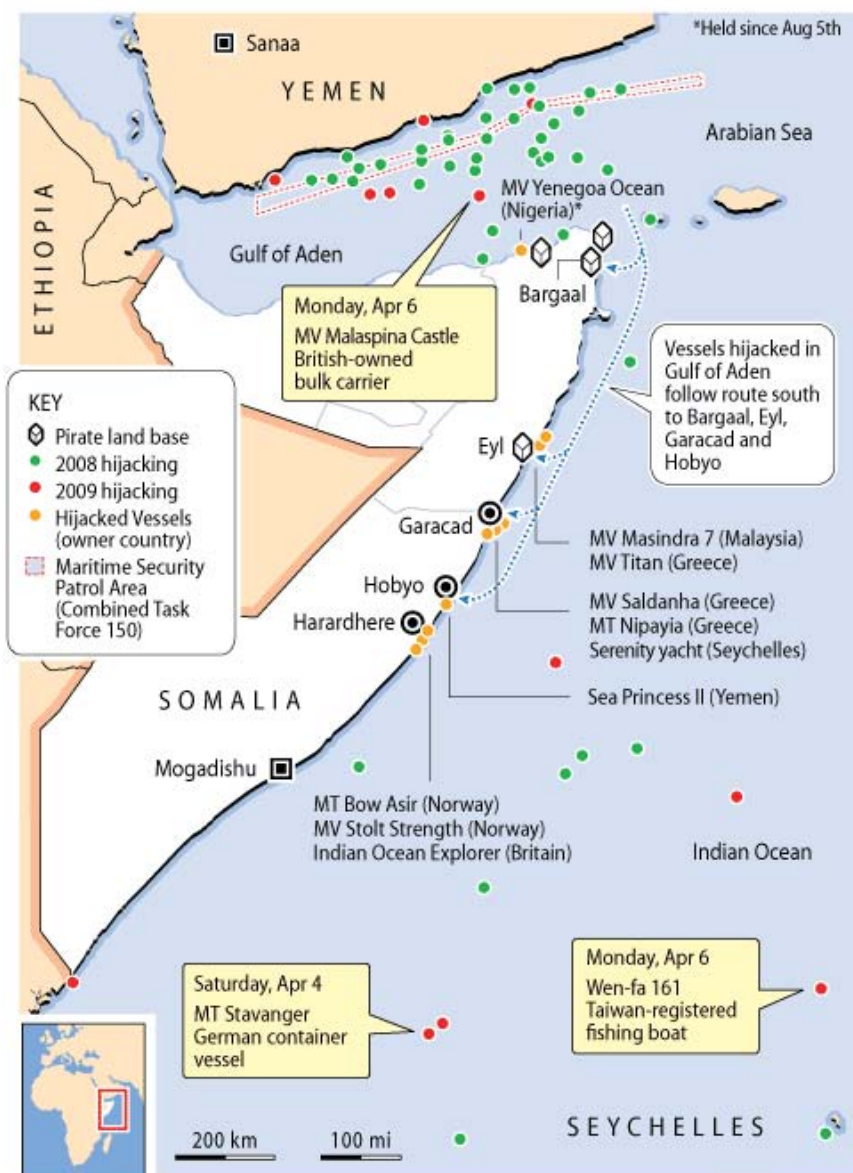 *Held since Aug 5th
Sanaa
YEMEN
Arabian Sea
ETHIOPIA
MV Yenegoa Ocean
(Nigeria)*
Gulf of Aden
Bargaal
Monday, Apr 6
MV Malaspina Castle
British-owned
bulk carrier
Vessels hijacked in
Gulf of Aden
follow route south
to Bargaal, Eyl,
Garacad and
Hobyo
KEY
Pirate land base
2008 hijacking
2009 hijacking
Hijacked Vessels
(owner country)
Maritime Security
Patrol Area
(Combined Task
Force 150)
Eyl
Garacad
Hobyo
Harardhere
MV Masindra 7 (Malaysia)
MV Titan (Greece)
MV Saldanha (Greece)
MT Nipayia (Greece)
Serenity yacht (Seychelles)
Sea Princess II (Yemen)
SOMALIA
Mogadishu
MT Bow Asir (Norway)
MV Stolt Strength (Norway)
Indian Ocean Explorer (Britain)
Indian Ocean
Saturday, Apr 4
MT Stavanger
German container
vessel
Monday, Apr 6
Wen-fa 161
Taiwan-registered
fishing boat
200 km
100 mi
SEYCHELLES